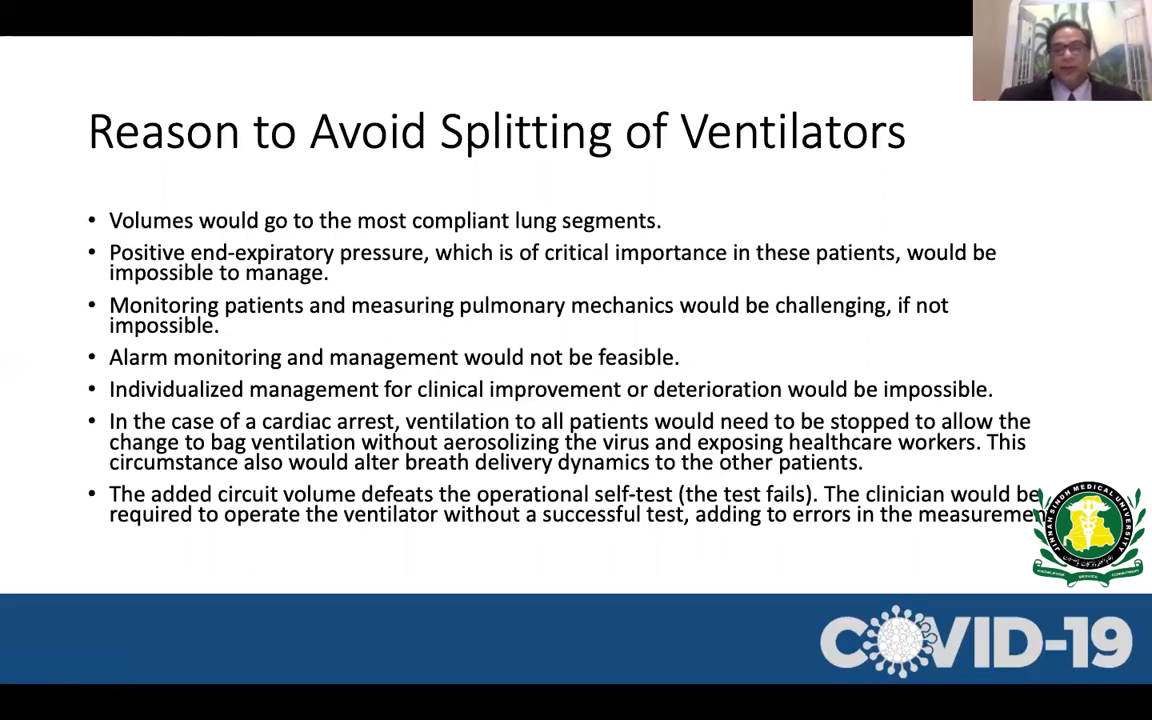 Reason to Avoid Splitting of Ventilators
• Volumes would go to the most compliant lung segments.
• Positive end-expiratory pressure, which is of critical importance in these patients, would be
impossible to manage.
• Monitoring patients and measuring pulmonary mechanics would be challenging, if not
impossible.
• Alarm monitoring and management would not be feasible.
• Individualized management for clinical improvement or deterioration would be impossible.
• In the case of a cardiac arrest, ventilation to all patients would need to be stopped to allow the
change to bag ventilation without aerosolizing the virus and exposing healthcare workers. This
circumstance also would alter breath delivery dynamics to the other patients.
• The added circuit volume defeats the operational self-test (the test fails). The clinician would be
required to operate the ventilator without a successful test, adding to errors in the measuremen
JINNAH SINDH MEDICAL UNIVERSITY
COVID-19